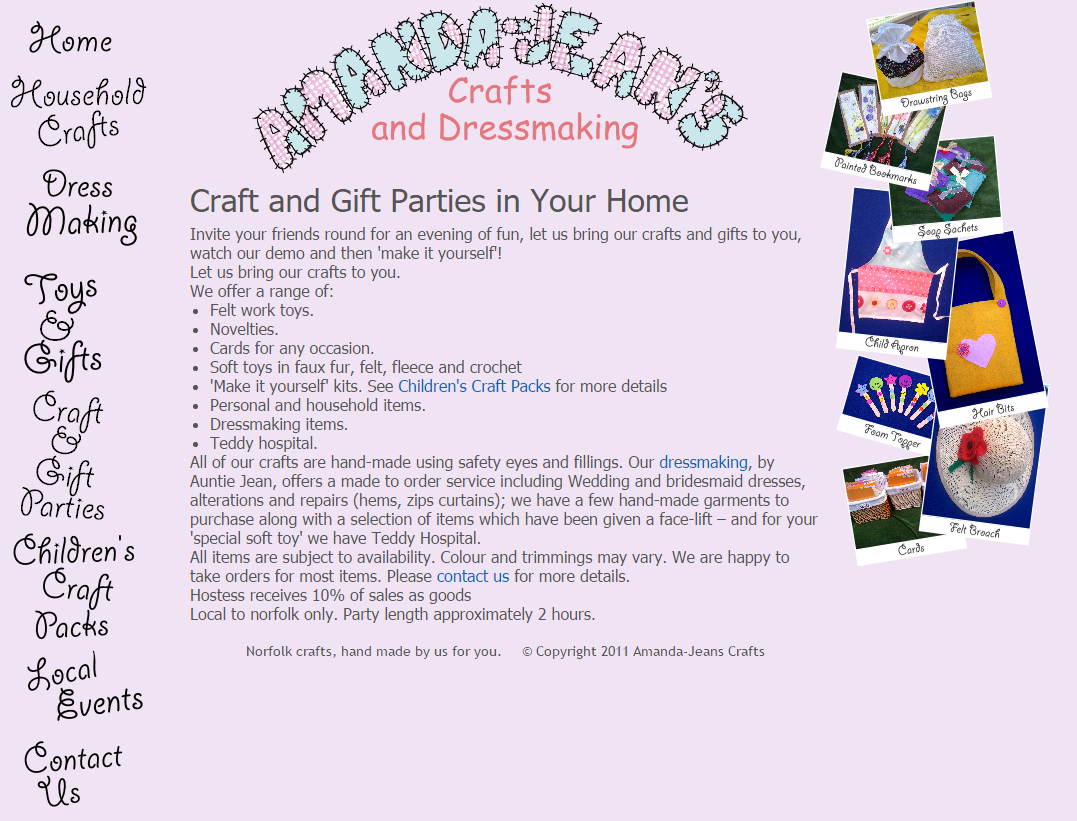 Home
Household
Crafts
Dress
Making
Toys
&
Gifts
Craft
&
Gift
Parties
Children's
Craft
Packs
Local
Events
Contact
Us
AMANDA-JEAN'S
Crafts
and Dressmaking
Craft and Gift Parties in Your Home
Invite your friends round for an evening of fun, let us bring our crafts and gifts to you,
watch our demo and then 'make it yourself'!
Let us bring our crafts to you.
We offer a range of:
• Felt work toys.
• Novelties.
• Cards for any occasion.
• Soft toys in faux fur, felt, fleece and crochet
• 'Make it yourself' kits. See Children's Craft Packs for more details
• Personal and household items.
• Dressmaking items.
• Teddy hospital.
All of our crafts are hand-made using safety eyes and fillings. Our dressmaking, by
Auntie Jean, offers a made to order service including Wedding and bridesmaid dresses,
alterations and repairs (hems, zips curtains); we have a few hand-made garments to
purchase along with a selection of items which have been given a face-lift – and for your
'special soft toy' we have Teddy Hospital.
All items are subject to availability. Colour and trimmings may vary. We are happy to
take orders for most items. Please contact us for more details.
Hostess receives 10% of sales as goods
Local to norfolk only. Party length approximately 2 hours.
Norfolk crafts, hand made by us for you. © Copyright 2011 Amanda-Jeans Crafts
Drawstring Bags
Painted Bookmarks
Soap Sachets
Child Apron
Hair Bits
Foam Topper
Felt Broach
Cards